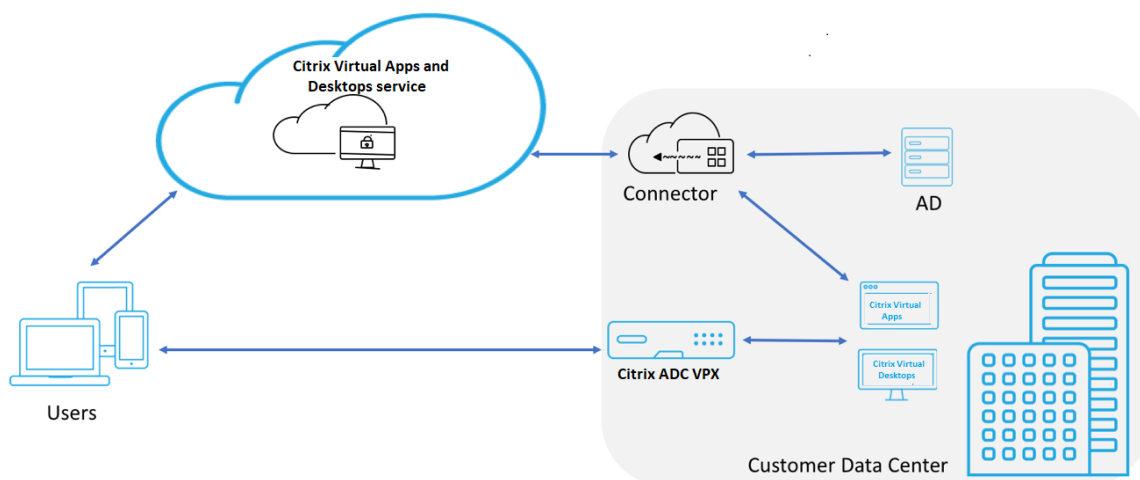 Citrix Virtual Apps and
Desktops service
Connector
AD
Citrix Virtual
Apps
Citrix Virtual
Desktops
Citrix ADC VPX
Users
Customer Data Center